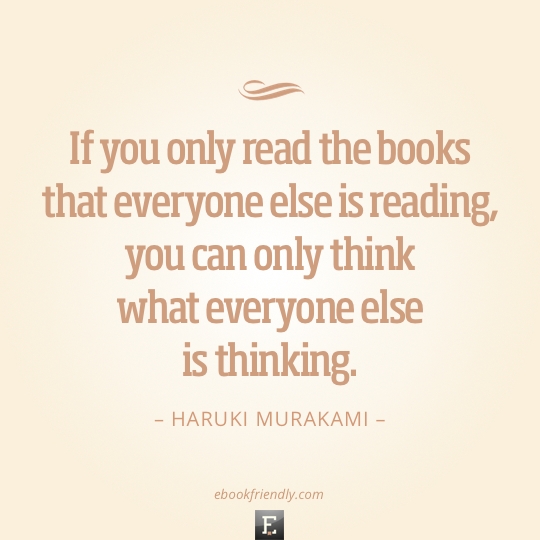 If you only read the books
that everyone else is reading,
you can only think
what everyone else
is thinking.
– HARUKI MURAKAMI –
ebookfriendly.com
E